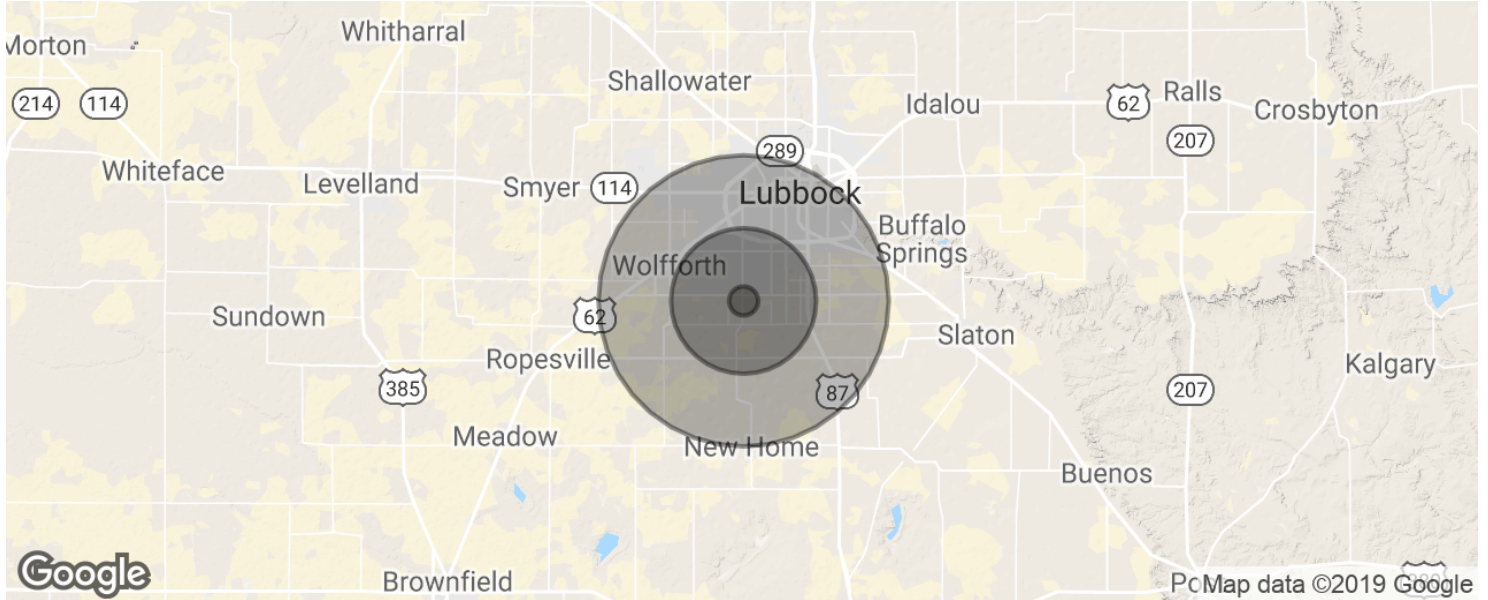 Whitharral
Morton
Shallowater
214
114
Idalou
62
Ralls
Crosbyton
207
289
Whiteface
Levelland
Smyer
114
Lubbock
Buffalo
Springs
Wolfforth
Sundown
62
Slaton
Ropesville
Kalgary
385
87
207
Meadow
New Home
Buenos
Google
Brownfield
Map data ©2019 Google